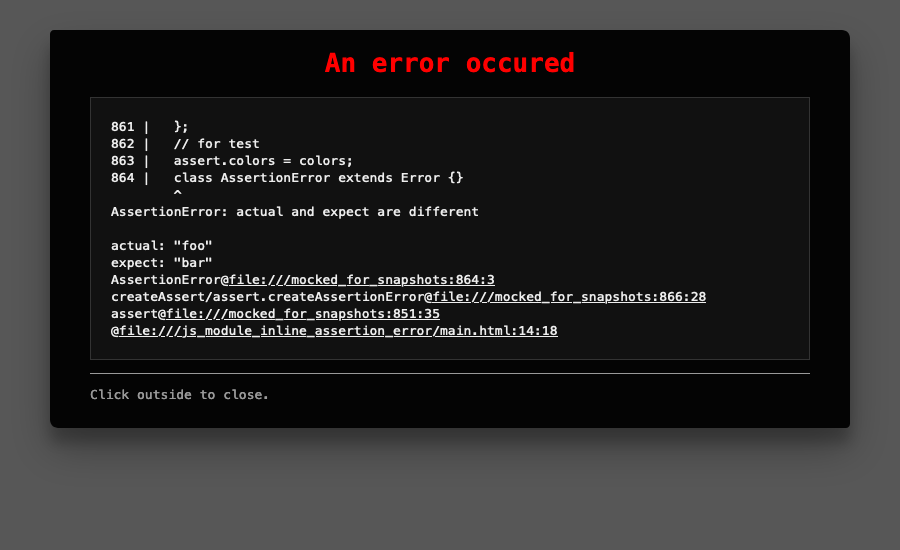 An error occured
861 |   };
862 |   // for test
863 |   assert.colors = colors;
864 |   class AssertionError extends Error {}
        ^
AssertionError: actual and expect are different

actual: "foo"
expect: "bar"
AssertionError@file:///mocked_for_snapshots:864:3
createAssert/assert.createAssertionError@file:///mocked_for_snapshots:866:28
assert@file:///mocked_for_snapshots:851:35
@file:///js_module_inline_assertion_error/main.html:14:18
Click outside to close.